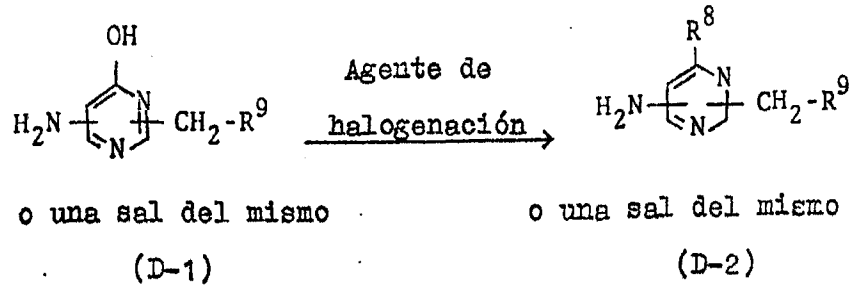 OH
R⁸
Agente de
N
N
H₂N
CH₂-R⁹
halogenación
H₂N
CH₂-R⁹
N
N
o una sal del mismo
o una sal del mismo
(D-1)
(D-2)